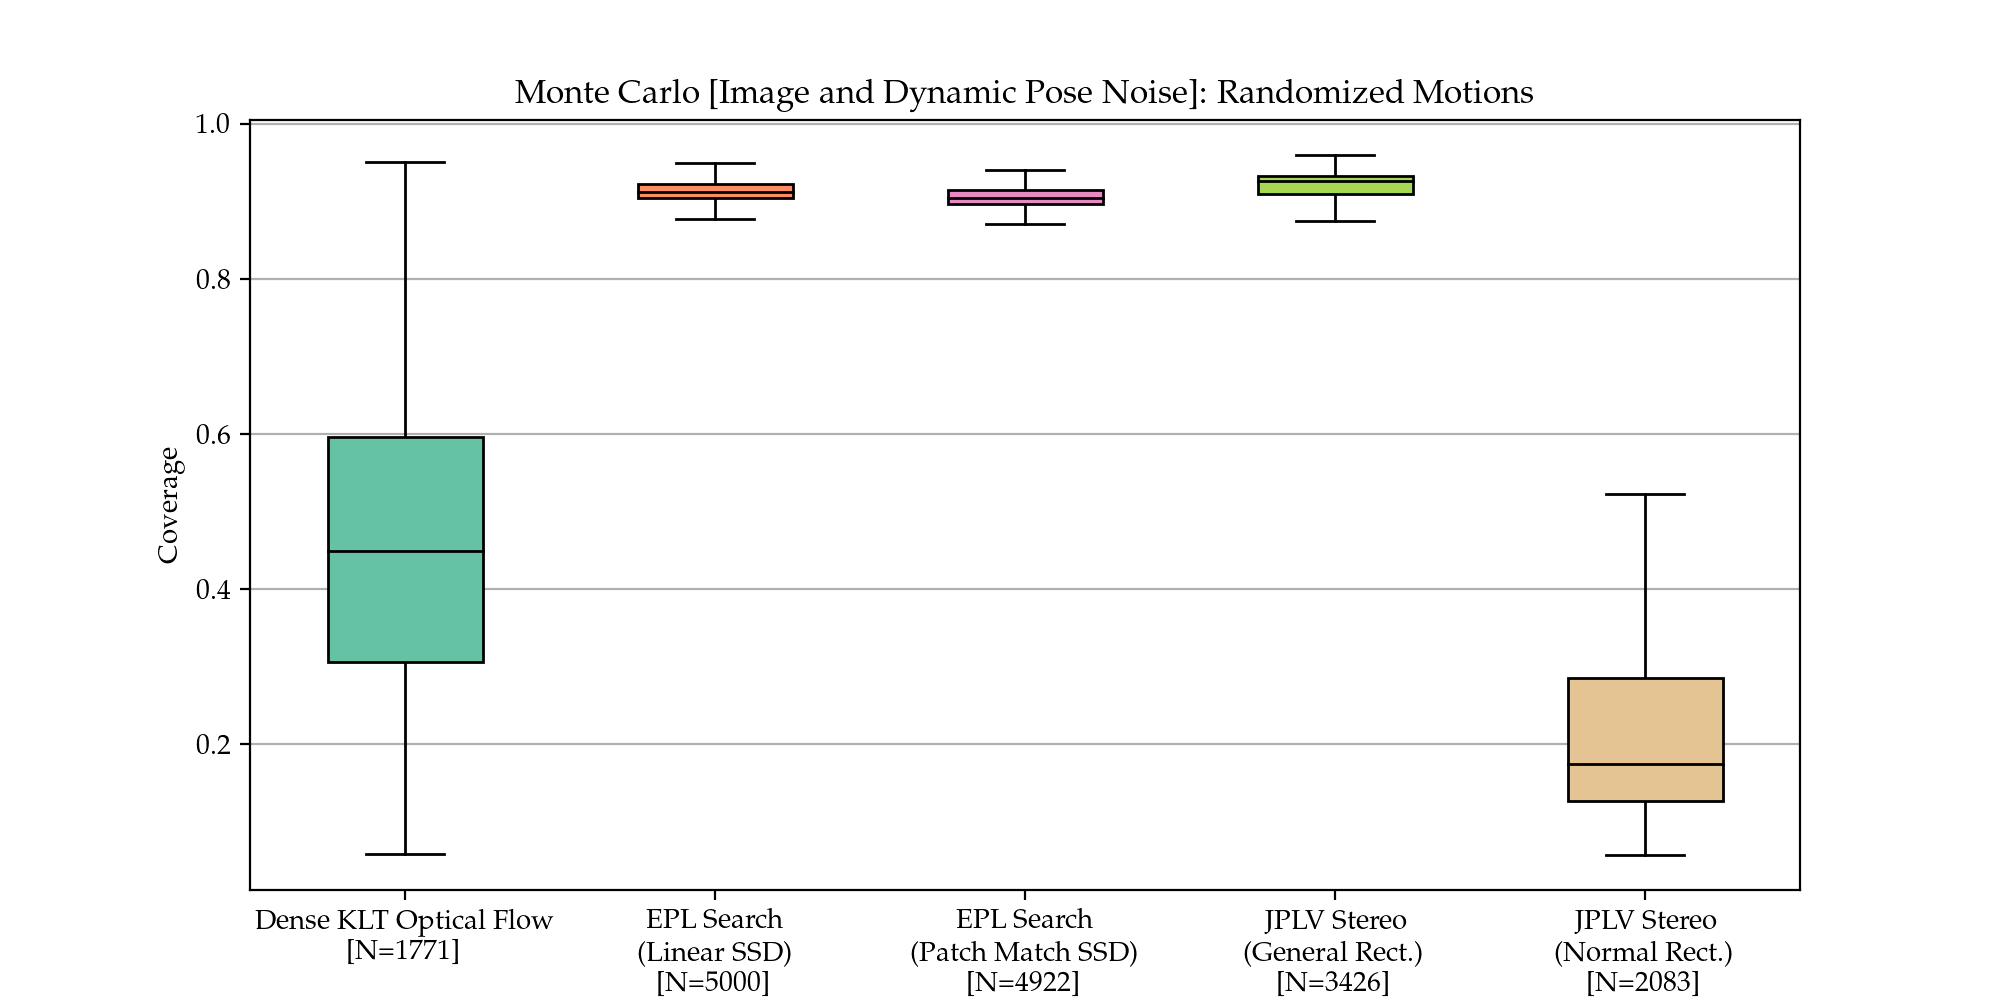 Monte Carlo [Image and Dynamic Pose Noise]: Randomized Motions
1.0
0.8
0.6
0.4
0.2
Coverage
Dense KLT Optical Flow
[N=1771]
EPL Search
(Linear SSD)
[N=5000]
EPL Search
(Patch Match SSD)
[N=4922]
JPLV Stereo
(General Rect.)
[N=3426]
JPLV Stereo
(Normal Rect.)
[N=2083]